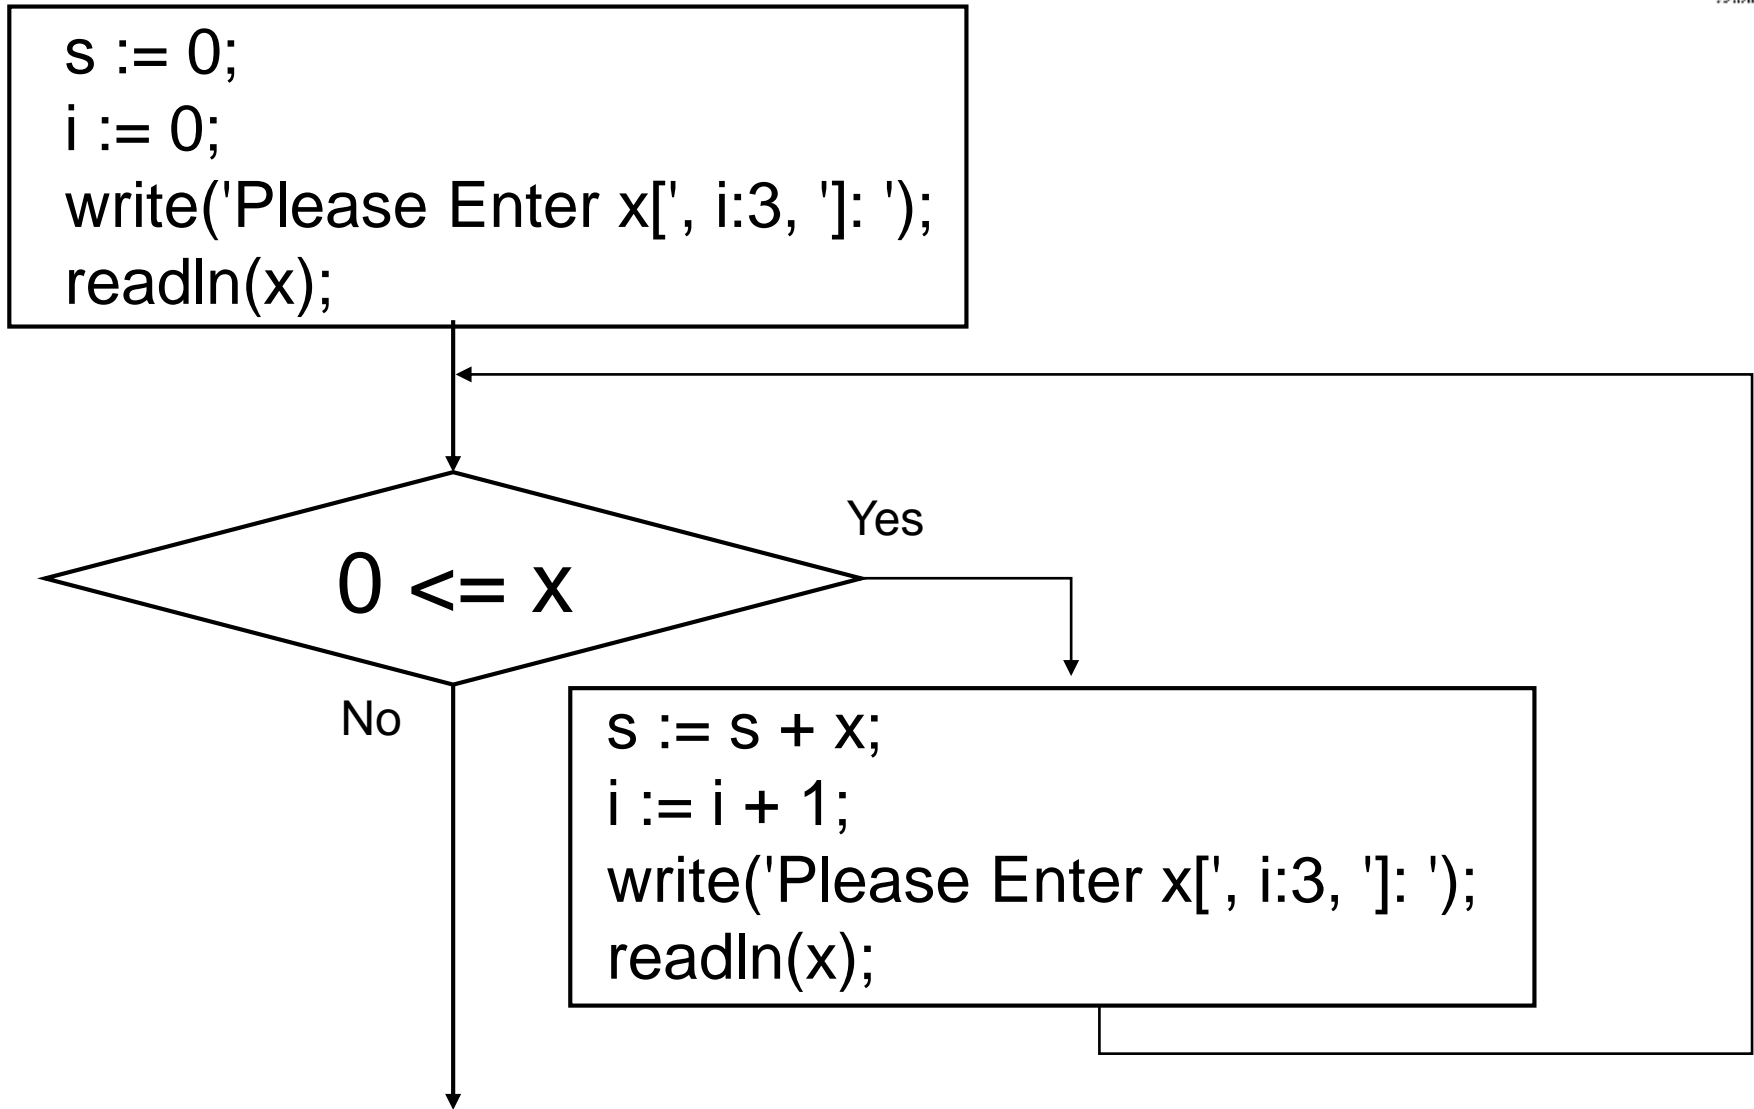 s := 0;
i := 0;
write('Please Enter x[', i:3, ']: ');
readln(x);
0 <= x
Yes
No
s := s + x;
i := i + 1;
write('Please Enter x[', i:3, ']: ');
readln(x);